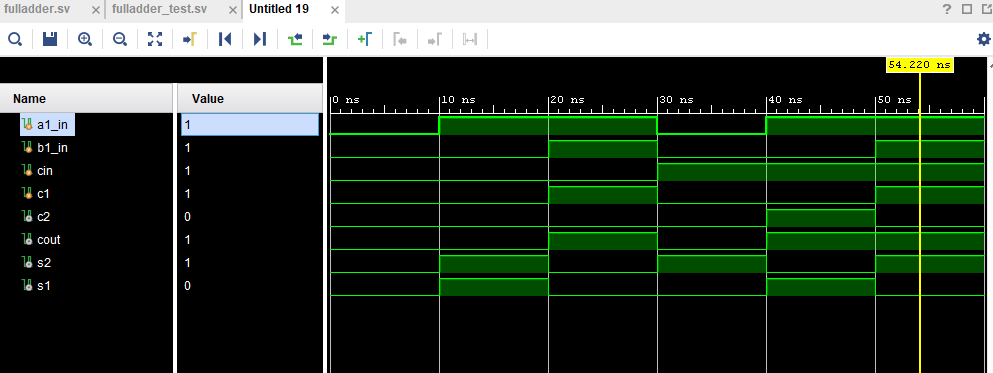 fulladder.sv × fulladder_test.sv × Untitled 19 ×
54.220 ns
Name Value 0 ns 10 ns 20 ns 30 ns 40 ns 50 ns
a1_in 1
b1_in 1
cin 1
c1 1
c2 0
cout 1
s2 1
s1 0